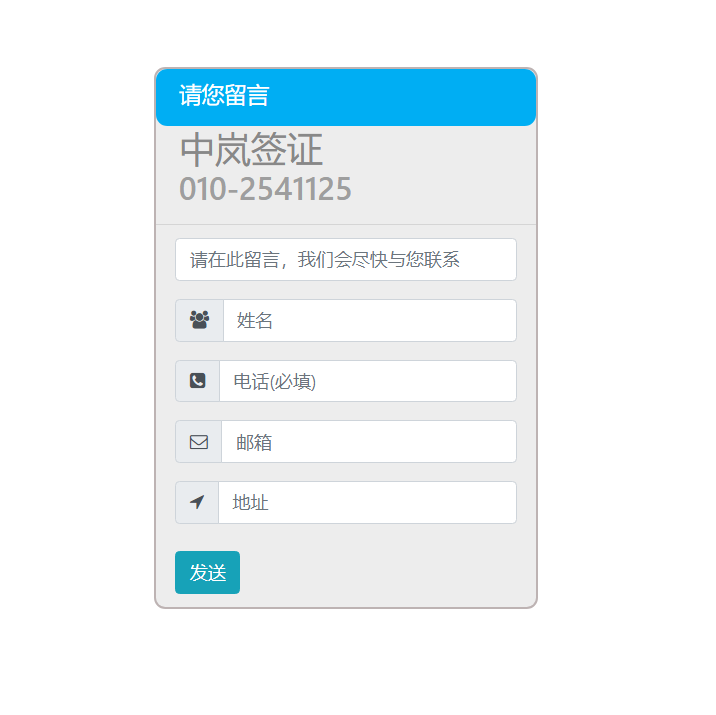 请您留言
中岚签证
010-2541125
请在此留言，我们会尽快与您联系
姓名
电话(必填)
邮箱
地址
发送